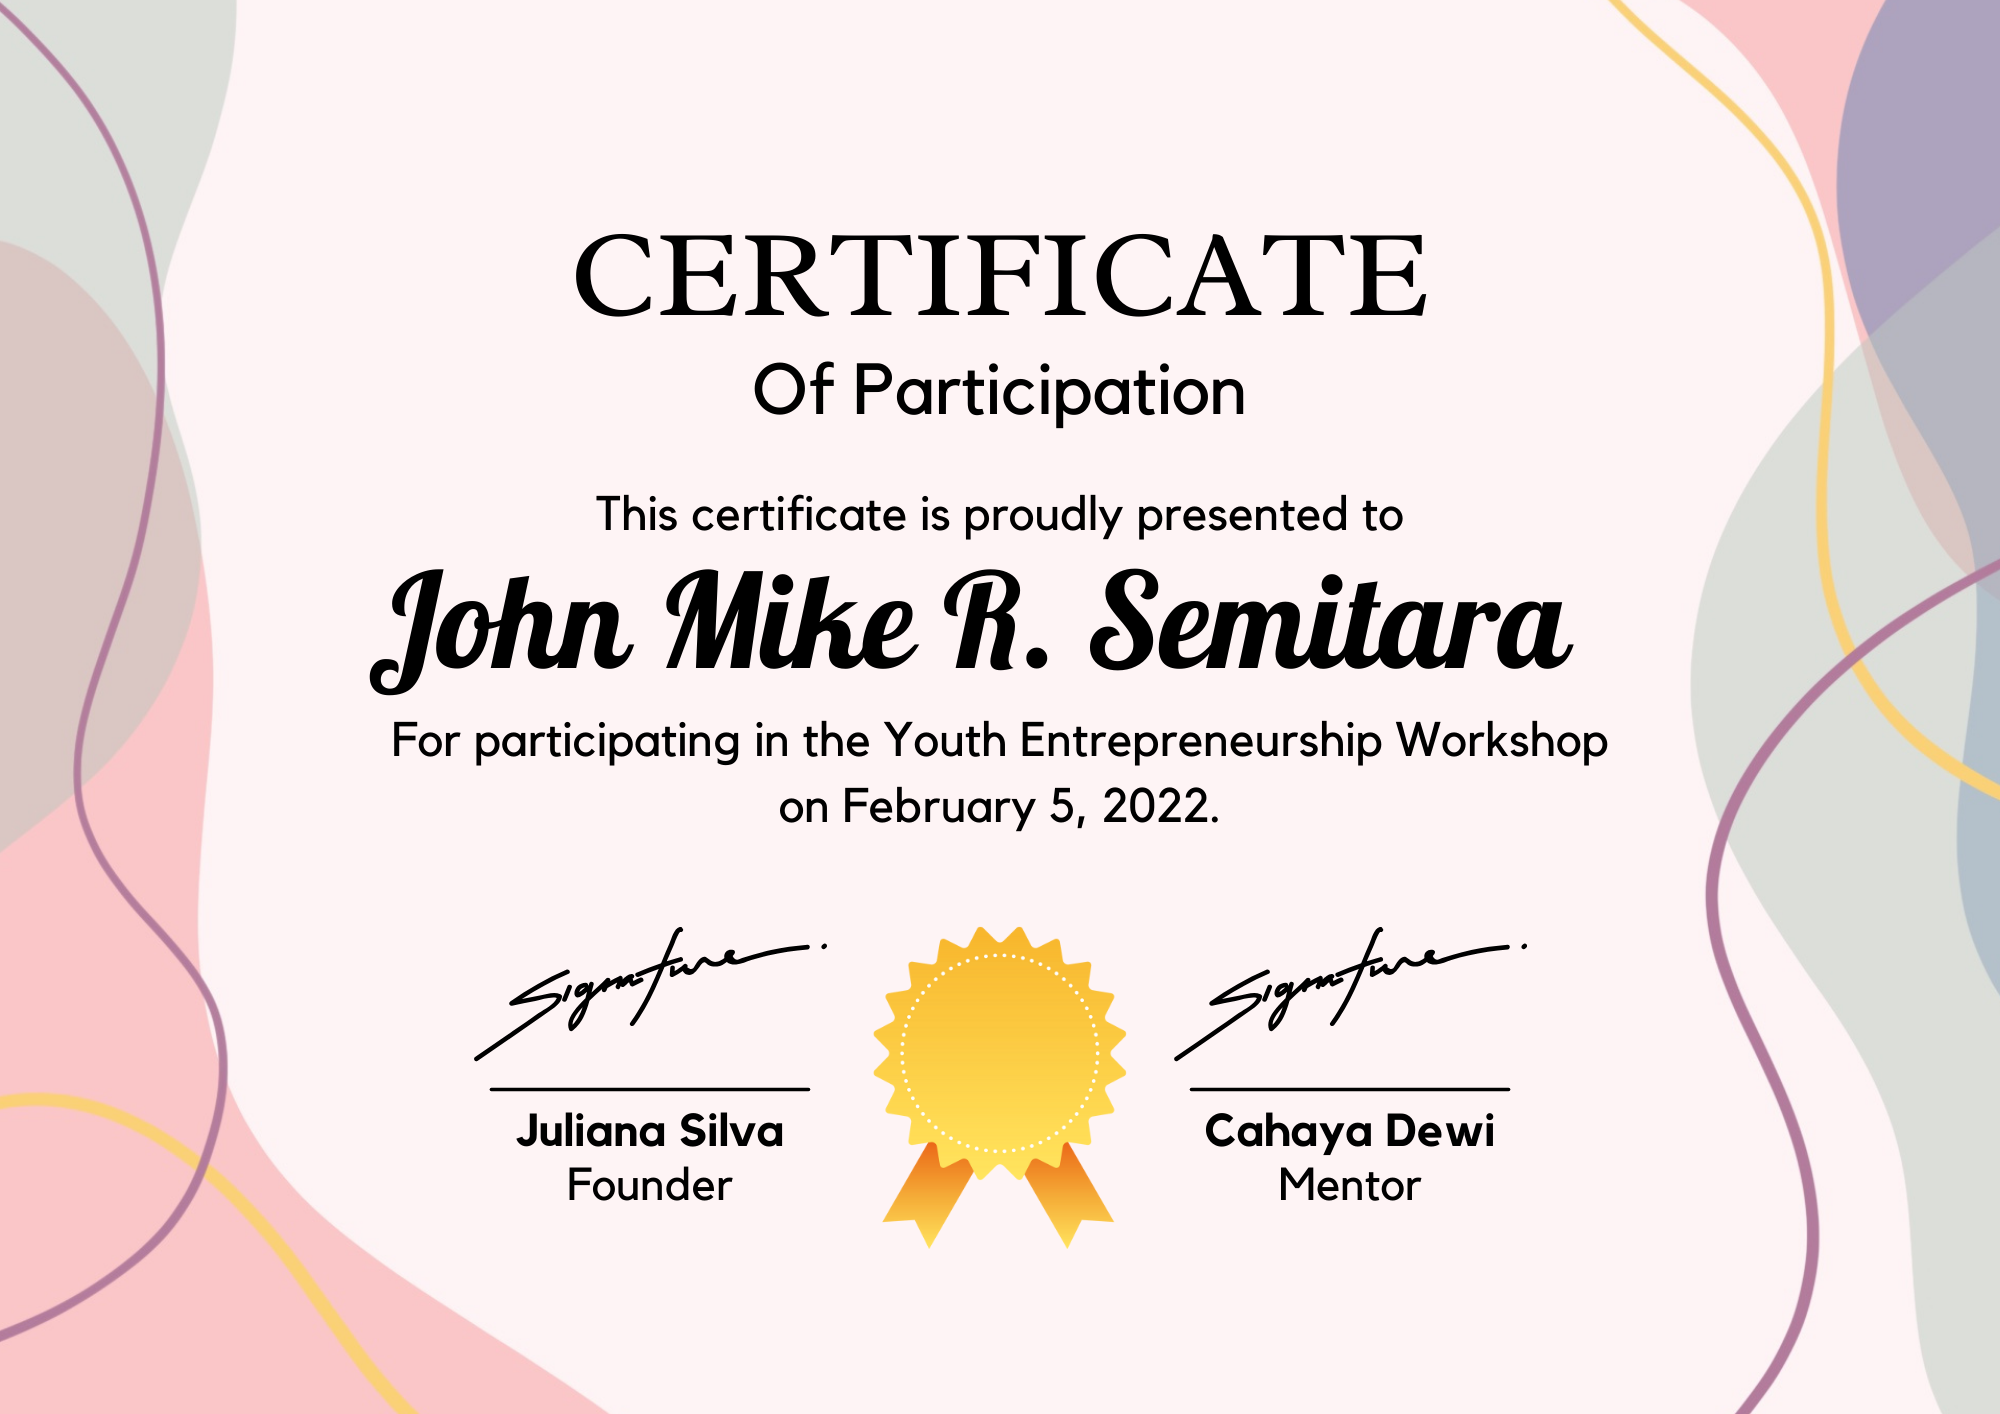 CERTIFICATE
Of Participation
This certificate is proudly presented to
John Mike R. Semitara
For participating in the Youth Entrepreneurship Workshop
on February 5, 2022.
Signature Signature
Juliana Silva Cahaya Dewi
Founder Mentor